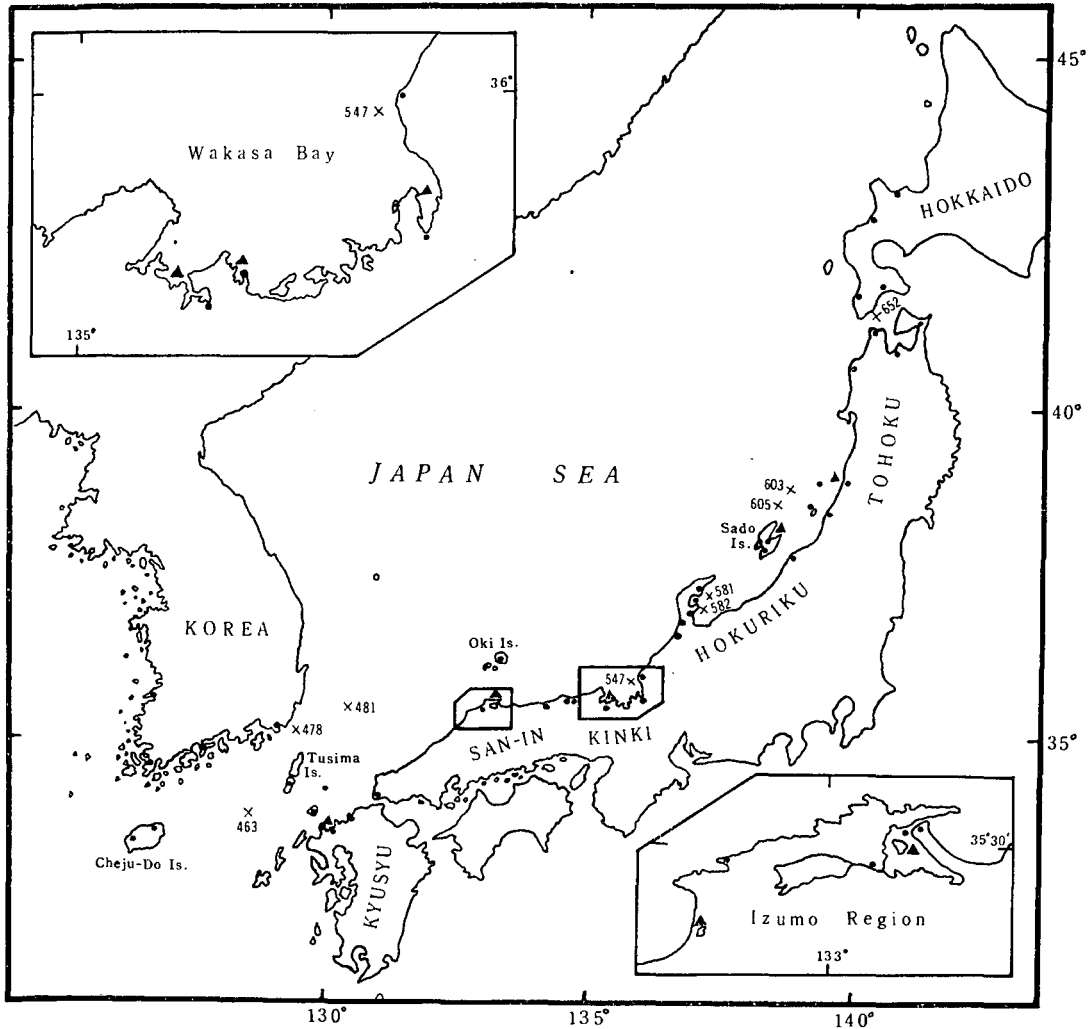 45°
36°
547×
Wakasa Bay
135°
HOKKAIDO
+652
40°
TOHOKU
JAPAN SEA
603×
605×
Sado
Is.
×581
×582
HOKURIKU
KOREA
Oki Is.
547×
×481
×478
35°
SAN-IN
KINKI
Tusima
Is.
×
463
Cheju-Do Is.
KYUSYU
35°30'
Izumo Region
133°
130°
135°
140°